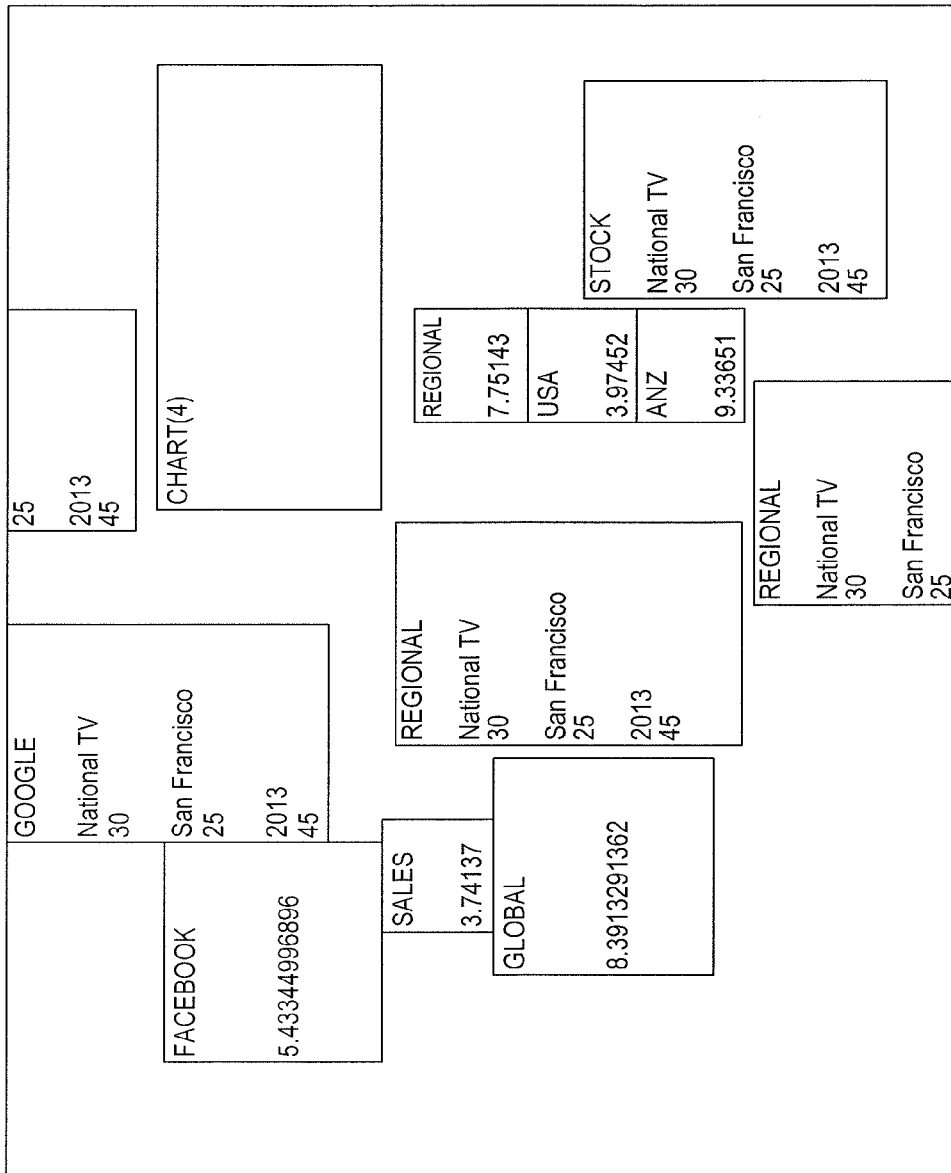 FACEBOOK
5.43344996896
GOOGLE
National TV
30
San Francisco
25
2013
45
25
2013
45
CHART(4)
SALES
3.74137
GLOBAL
8.3913291362
REGIONAL
National TV
30
San Francisco
25
2013
45
REGIONAL
7.75143
USA
3.97452
ANZ
9.33651
STOCK
National TV
30
San Francisco
25
2013
45
REGIONAL
National TV
30
San Francisco
25